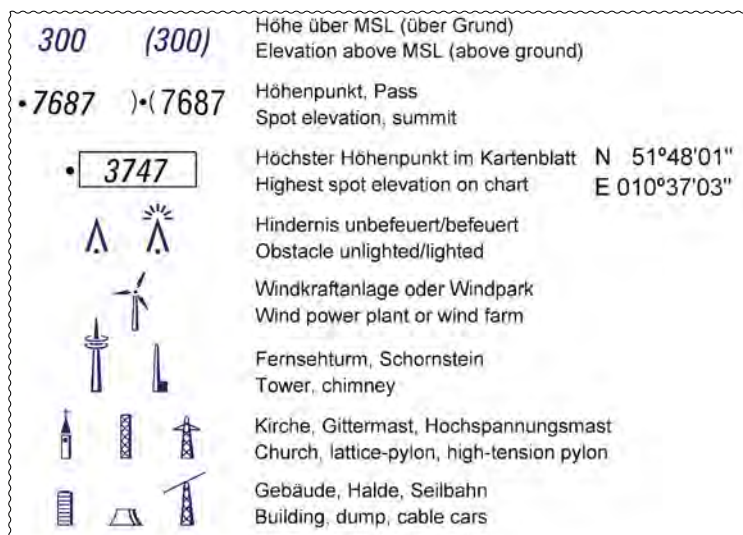 300 (300) Höhe über MSL (über Grund)
Elevation above MSL (above ground)
•7687 )•(7687 Höhenpunkt, Pass
Spot elevation, summit
• 3747 Höchster Höhenpunkt im Kartenblatt N 51º48'01"
Highest spot elevation on chart E 010º37'03"
Hindernis unbefeuert/befeuert
Obstacle unlighted/lighted
Windkraftanlage oder Windpark
Wind power plant or wind farm
Fernsehturm, Schornstein
Tower, chimney
Kirche, Gittermast, Hochspannungsmast
Church, lattice-pylon, high-tension pylon
Gebäude, Halde, Seilbahn
Building, dump, cable cars